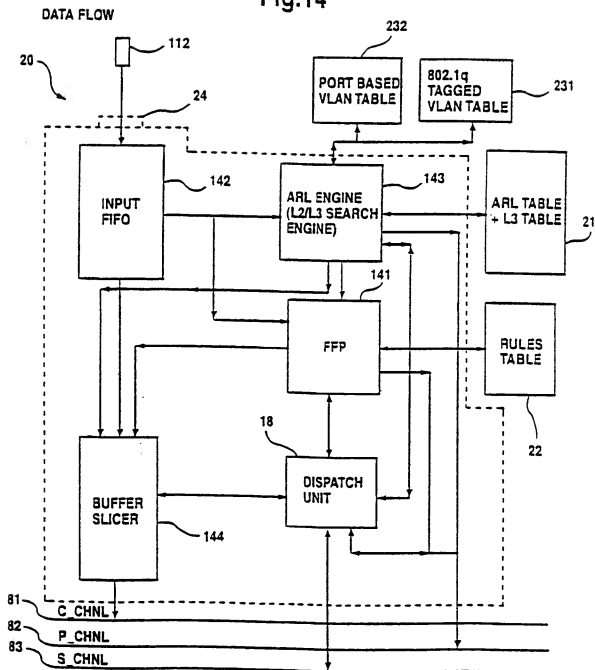 Fig.14
DATA FLOW
112
20
24
232
PORT BASED
VLAN TABLE
802.1q
TAGGED
VLAN TABLE
231
142
INPUT
FIFO
143
ARL ENGINE
(L2/L3 SEARCH
ENGINE)
ARL TABLE
+ L3 TABLE
21
141
FFP
RULES
TABLE
22
18
DISPATCH
UNIT
BUFFER
SLICER
144
81
C_CHNL
82
P_CHNL
83
S_CHNL